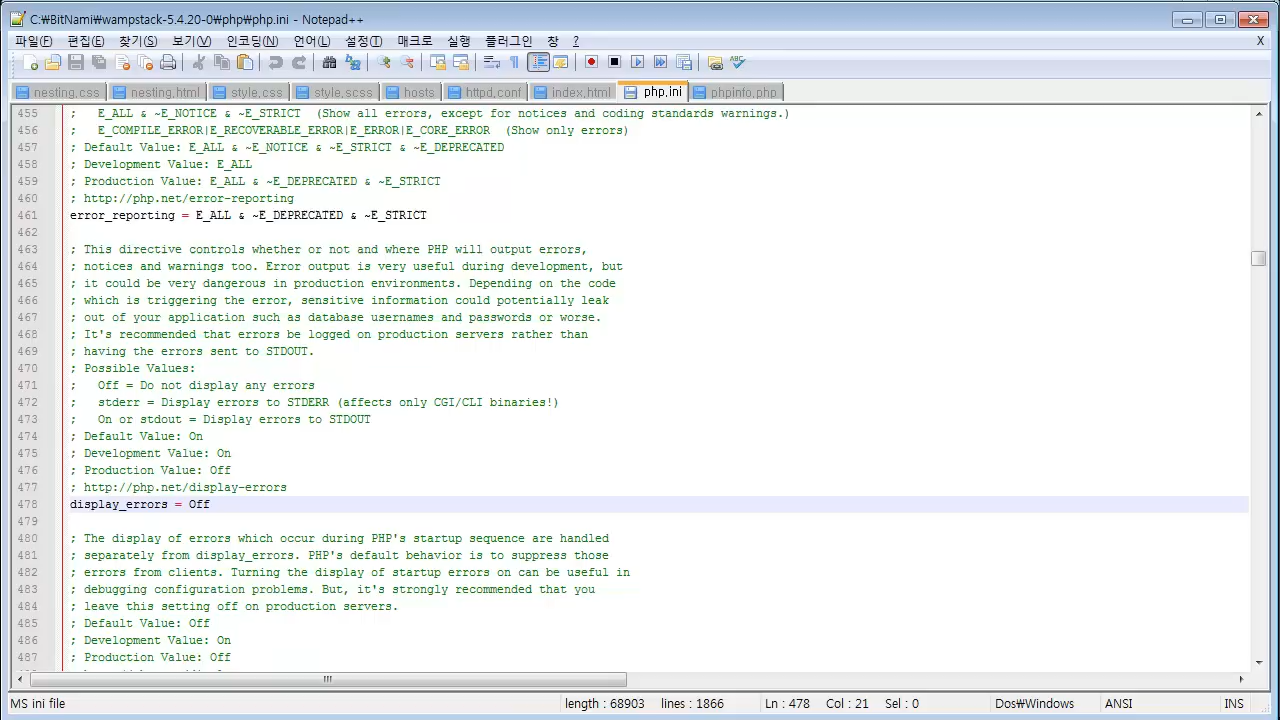 C:\BitNami\wampstack-5.4.20-0\php\php.ini - Notepad++
파일(F) 편집(E) 찾기(S) 보기(V) 인코딩(N) 언어(L) 설정(T) 매크로 실행 플러그인 창 ? X
nesting.css nesting.html style.css style.scss hosts httpd.conf index.html php.ini phpinfo.php
455 ;   E_ALL & ~E_NOTICE & ~E_STRICT  (Show all errors, except for notices and coding standards warnings.)
456 ;   E_COMPILE_ERROR|E_RECOVERABLE_ERROR|E_ERROR|E_CORE_ERROR  (Show only errors)
457 ; Default Value: E_ALL & ~E_NOTICE & ~E_STRICT & ~E_DEPRECATED
458 ; Development Value: E_ALL
459 ; Production Value: E_ALL & ~E_DEPRECATED & ~E_STRICT
460 ; http://php.net/error-reporting
461 error_reporting = E_ALL & ~E_DEPRECATED & ~E_STRICT
462
463 ; This directive controls whether or not and where PHP will output errors,
464 ; notices and warnings too. Error output is very useful during development, but
465 ; it could be very dangerous in production environments. Depending on the code
466 ; which is triggering the error, sensitive information could potentially leak
467 ; out of your application such as database usernames and passwords or worse.
468 ; It's recommended that errors be logged on production servers rather than
469 ; having the errors sent to STDOUT.
470 ; Possible Values:
471 ;   Off = Do not display any errors
472 ;   stderr = Display errors to STDERR (affects only CGI/CLI binaries!)
473 ;   On or stdout = Display errors to STDOUT
474 ; Default Value: On
475 ; Development Value: On
476 ; Production Value: Off
477 ; http://php.net/display-errors
478 display_errors = Off
479
480 ; The display of errors which occur during PHP's startup sequence are handled
481 ; separately from display_errors. PHP's default behavior is to suppress those
482 ; errors from clients. Turning the display of startup errors on can be useful in
483 ; debugging configuration problems. But, it's strongly recommended that you
484 ; leave this setting off on production servers.
485 ; Default Value: Off
486 ; Development Value: On
487 ; Production Value: Off
MS ini file length : 68903 lines : 1866 Ln : 478 Col : 21 Sel : 0 Dos\Windows ANSI INS